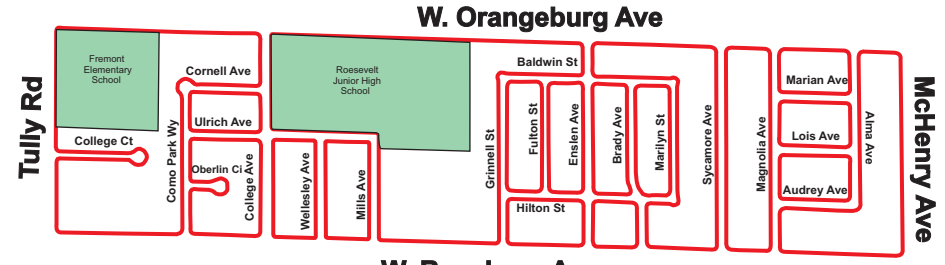 W. Orangeburg Ave
Tully Rd
Fremont
Elementary
School
Cornell Ave
Roesevelt
Junior High
School
Baldwin St
Marian Ave
McHenry Ave
Ulrich Ave
College Ct
Como Park Wy
Oberlin Ci
College Ave
Wellesley Ave
Mills Ave
Grinnell St
Fulton St
Enslen Ave
Brady Ave
Marilyn St
Sycamore Ave
Magnolia Ave
Lois Ave
Alma Ave
Audrey Ave
Hilton St